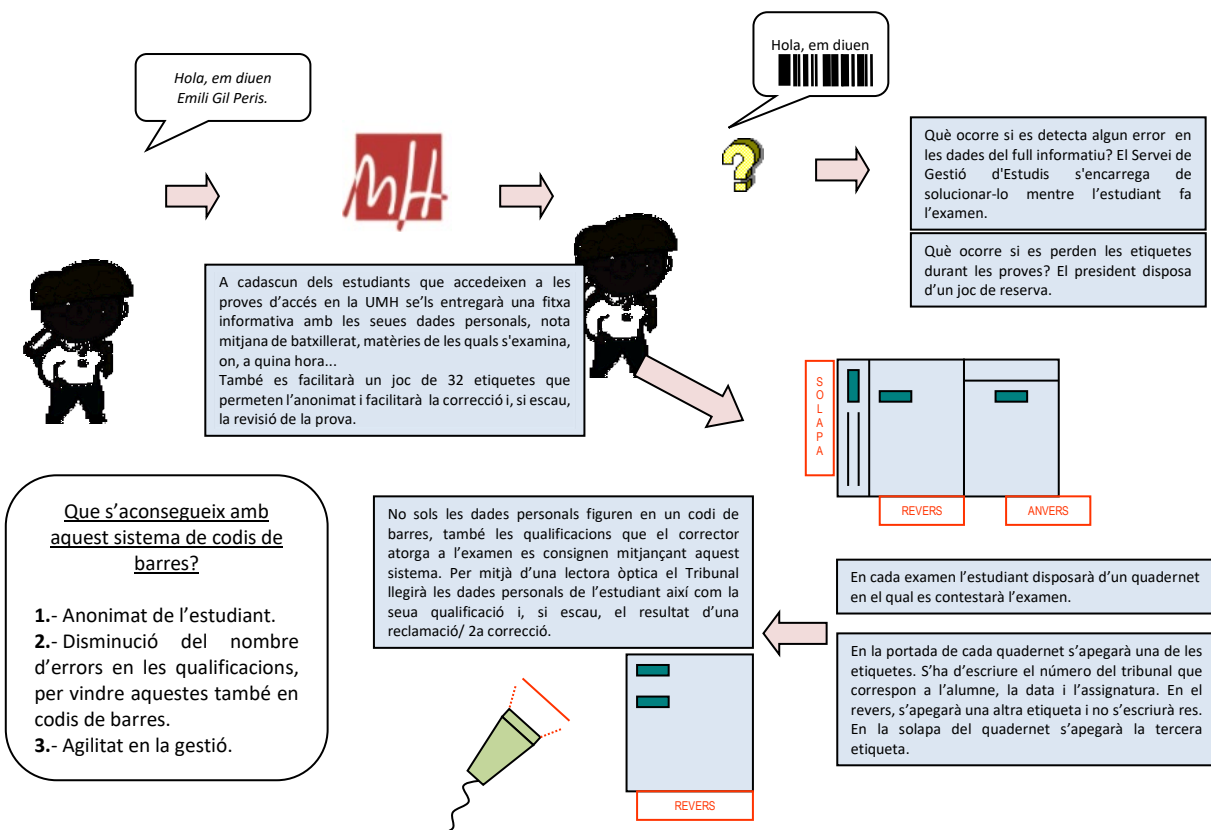 Hola, em diuen
Emili Gil Peris.
Hola, em diuen
MH
?
Què ocorre si es detecta algun error en
les dades del full informatiu? El Servei de
Gestió d'Estudis s'encarrega de
solucionar-lo mentre l'estudiant fa
l'examen.
Què ocorre si es perden les etiquetes
durant les proves? El president disposa
d'un joc de reserva.
A cadascun dels estudiants que accedeixen a les
proves d'accés en la UMH se'ls entregarà una fitxa
informativa amb les seues dades personals, nota
mitjana de batxillerat, matèries de les quals s'examina,
on, a quina hora...
També es facilitarà un joc de 32 etiquetes que
permeten l'anonimat i facilitarà la correcció i, si escau,
la revisió de la prova.
SOLAPA
REVERS
ANVERS
Que s'aconsegueix amb
aquest sistema de codis de
barres?
1.- Anonimat de l'estudiant.
2.- Disminució del nombre
d'errors en les qualificacions,
per vindre aquestes també en
codis de barres.
3.- Agilitat en la gestió.
No sols les dades personals figuren en un codi de
barres, també les qualificacions que el corrector
atorga a l'examen es consignen mitjançant aquest
sistema. Per mitjà d'una lectora òptica el Tribunal
llegirà les dades personals de l'estudiant així com la
seua qualificació i, si escau, el resultat d'una
reclamació/ 2a correcció.
En cada examen l'estudiant disposarà d'un quadernet
en el qual es contestarà l'examen.
En la portada de cada quadernet s'apegarà una de les
etiquetes. S'ha d'escriure el número del tribunal que
correspon a l'alumne, la data i l'assignatura. En el
revers, s'apegarà una altra etiqueta i no s'escriurà res.
En la solapa del quadernet s'apegarà la tercera
etiqueta.
REVERS